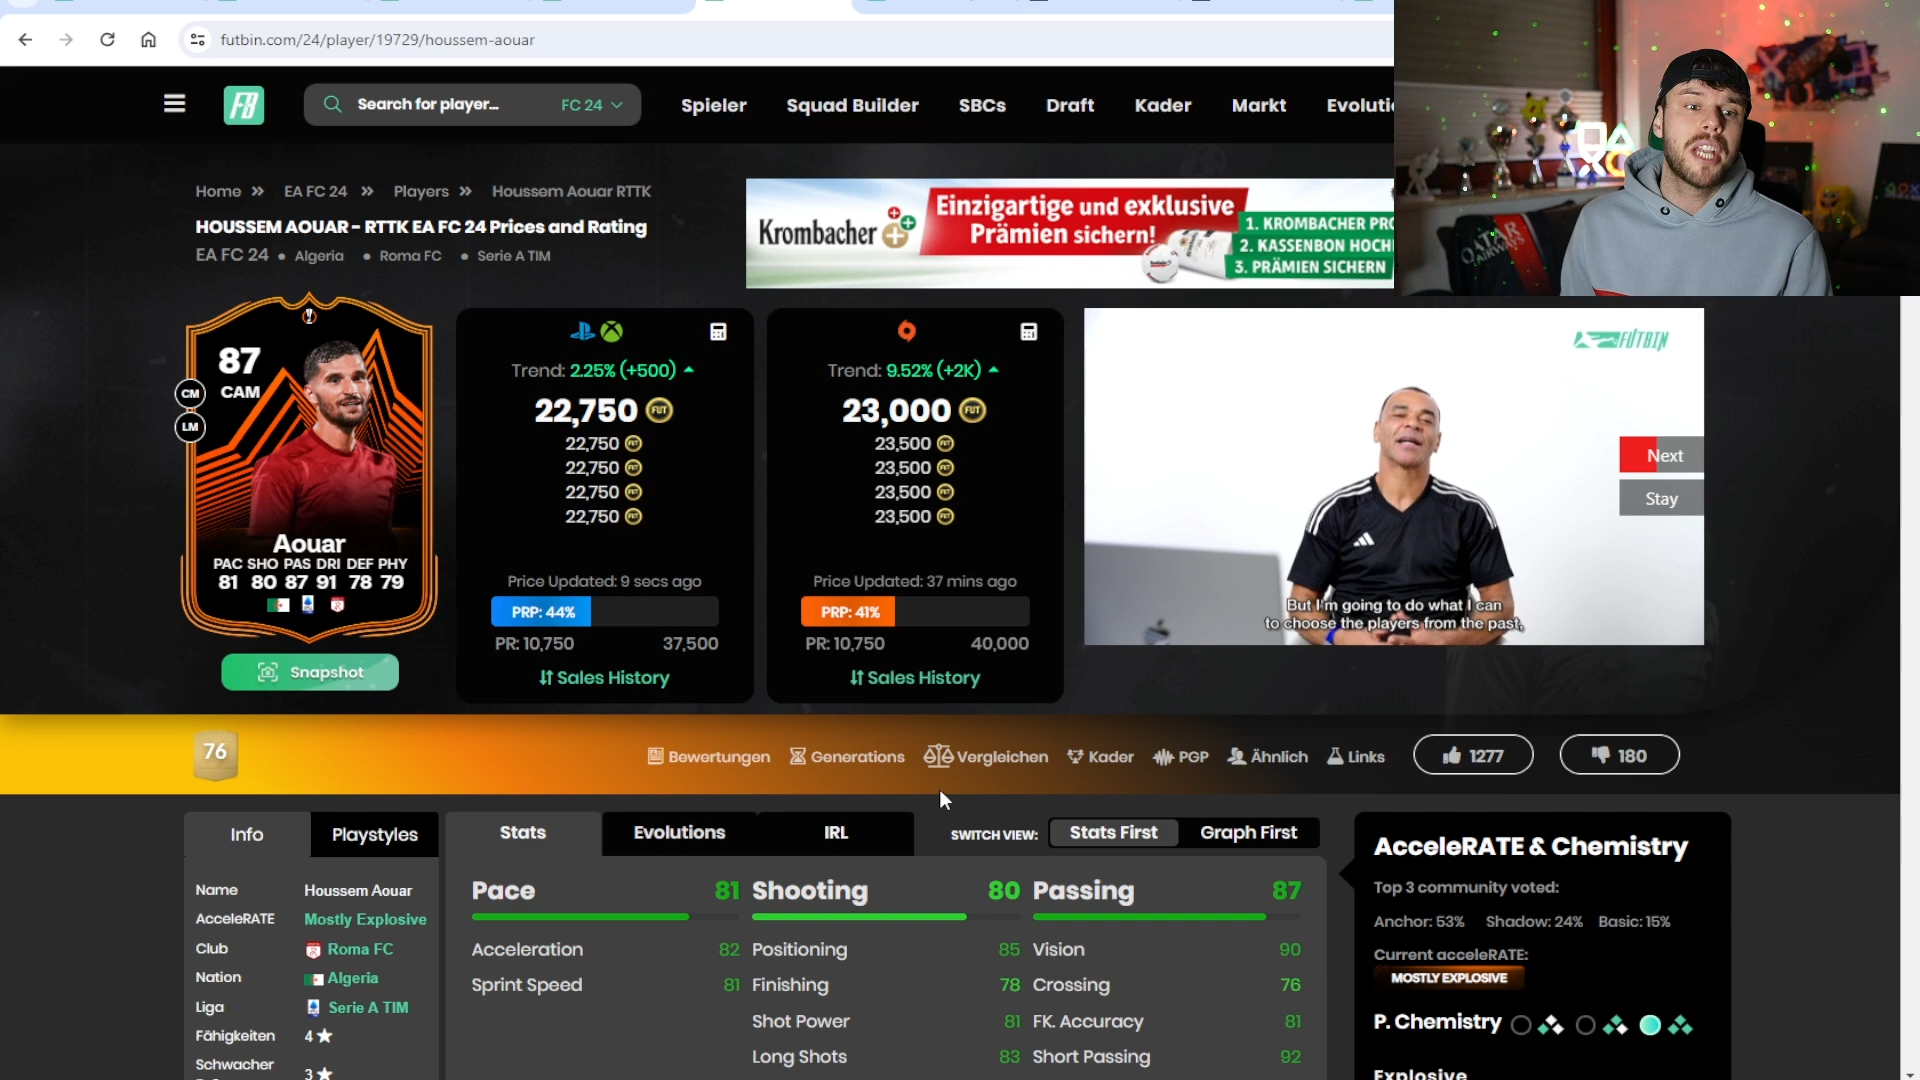 futbin.com/24/player/19729/houssem-aouar
Search for player...
FC 24
Spieler
Squad Builder
SBCs
Draft
Kader
Markt
Home » EA FC 24 » Players » Houssem Aouar RTTK
HOUSSEM AOUAR - RTTK EA FC 24 Prices and Rating
EA FC 24 • Algeria • Roma FC • Serie A TIM
Krombacher
Einzigartige und exklusive
Prämien sichern!
1. KROMBACHER PRO
2. KASSENBON HOCH
3. PRÄMIEN SICHERN
QATAR
AIRWAYS
87
CAM
CM
LM
Aouar
PAC SHO PAS DRI DEF PHY
81 80 87 91 78 79
Snapshot
Trend: 2.25% (+500)
22,750
22,750
22,750
22,750
22,750
Price Updated: 9 secs ago
PRP: 44%
PR: 10,750 37,500
Sales History
Trend: 9.52% (+2K)
23,000
23,500
23,500
23,500
23,500
Price Updated: 37 mins ago
PRP: 41%
PR: 10,750 40,000
Sales History
FUTBIN
Next
Stay
But I'm going to do what I can
to choose the players from the past,
76
Bewertungen
Generations
Vergleichen
Kader
PGP
Ähnlich
Links
1277
180
Info
Playstyles
Name Houssem Aouar
AcceleRATE Mostly Explosive
Club Roma FC
Nation Algeria
Liga Serie A TIM
Fähigkeiten 4★
Schwacher
3★
Stats
Evolutions
IRL
SWITCH VIEW:
Stats First
Graph First
Pace 81
Acceleration 82
Sprint Speed 81
Shooting 80
Positioning 85
Finishing 78
Shot Power 81
Long Shots 83
Passing 87
Vision 90
Crossing 76
FK. Accuracy 81
Short Passing 92
AcceleRATE & Chemistry
Top 3 community voted:
Anchor: 53% Shadow: 24% Basic: 15%
Current acceleRATE:
MOSTLY EXPLOSIVE
P. Chemistry
Explosive